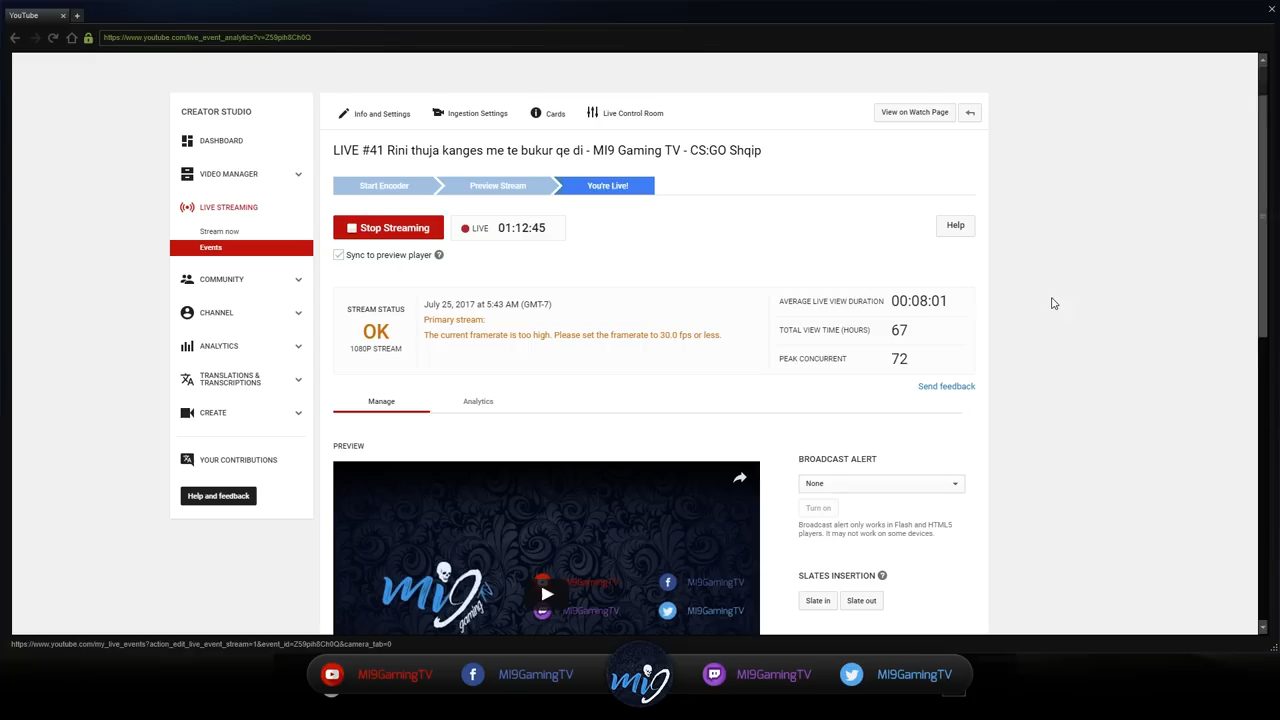 YouTube
https://www.youtube.com/live_event_analytics?v=Z59pih8Ch0Q
CREATOR STUDIO
DASHBOARD
VIDEO MANAGER
LIVE STREAMING
Stream now
Events
COMMUNITY
CHANNEL
ANALYTICS
TRANSLATIONS &
TRANSCRIPTIONS
CREATE
YOUR CONTRIBUTIONS
Help and feedback
Info and Settings
Ingestion Settings
Cards
Live Control Room
View on Watch Page
LIVE #41 Rini thuja kanges me te bukur qe di - MI9 Gaming TV - CS:GO Shqip
Start Encoder
Preview Stream
You're Live!
Stop Streaming
LIVE 01:12:45
Help
Sync to preview player
STREAM STATUS
OK
1080P STREAM
July 25, 2017 at 5:43 AM (GMT-7)
Primary stream:
The current framerate is too high. Please set the framerate to 30.0 fps or less.
AVERAGE LIVE VIEW DURATION 00:08:01
TOTAL VIEW TIME (HOURS) 67
PEAK CONCURRENT 72
Send feedback
Manage
Analytics
PREVIEW
mi9
gamingTV
MI9GamingTV
MI9GamingTV
MI9GamingTV
MI9GamingTV
BROADCAST ALERT
None
Turn on
Broadcast alert only works in Flash and HTML5
players. It may not work on some devices.
SLATES INSERTION
Slate in
Slate out
https://www.youtube.com/my_live_events?action_edit_live_event_stream=1&event_id=Z59pih8Ch0Q&camera_tab=0
MI9GamingTV
MI9GamingTV
mi9
MI9GamingTV
MI9GamingTV